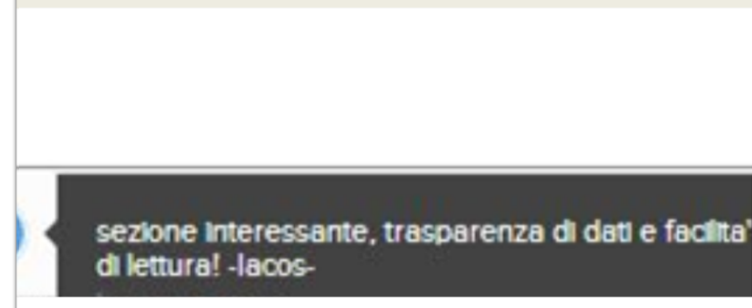 sezione interessante, trasparenza di dati e facilita'
di lettura! -lacos-